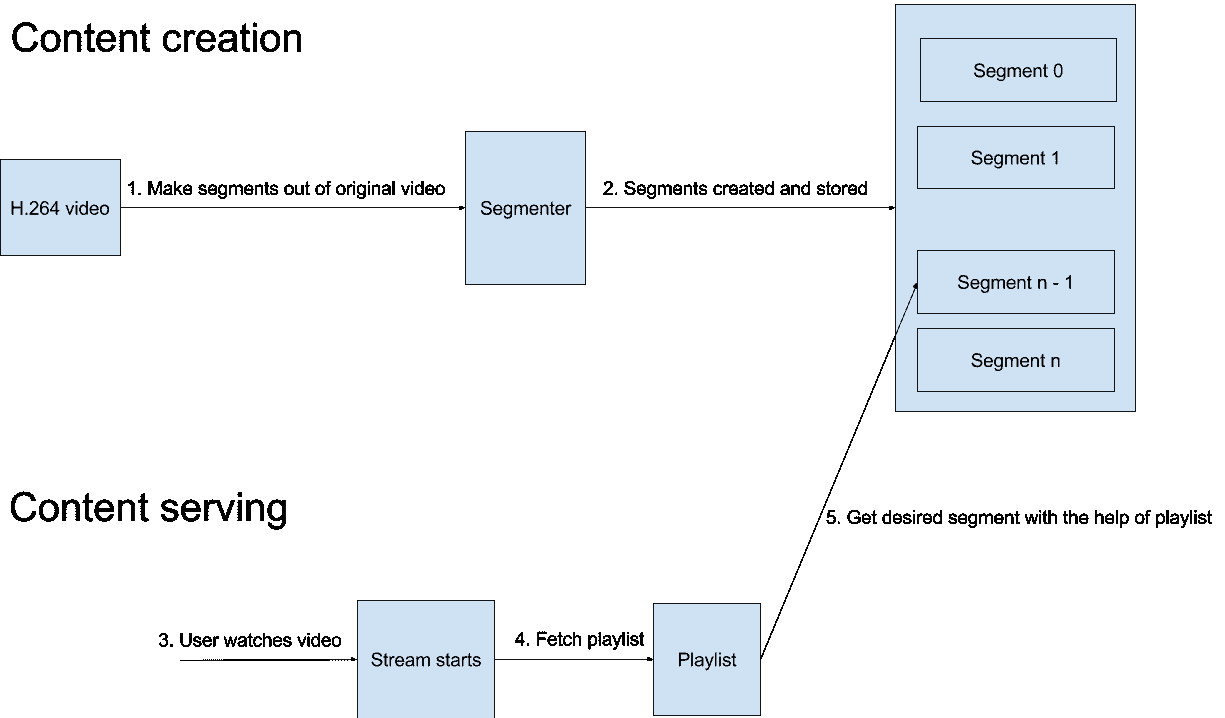 Content creation
Segment 0
Segment 1
H.264 video
1. Make segments out of original video
Segmenter
2. Segments created and stored
Segment n - 1
Segment n
Content serving
5. Get desired segment with the help of playlist
3. User watches video
Stream starts
4. Fetch playlist
Playlist